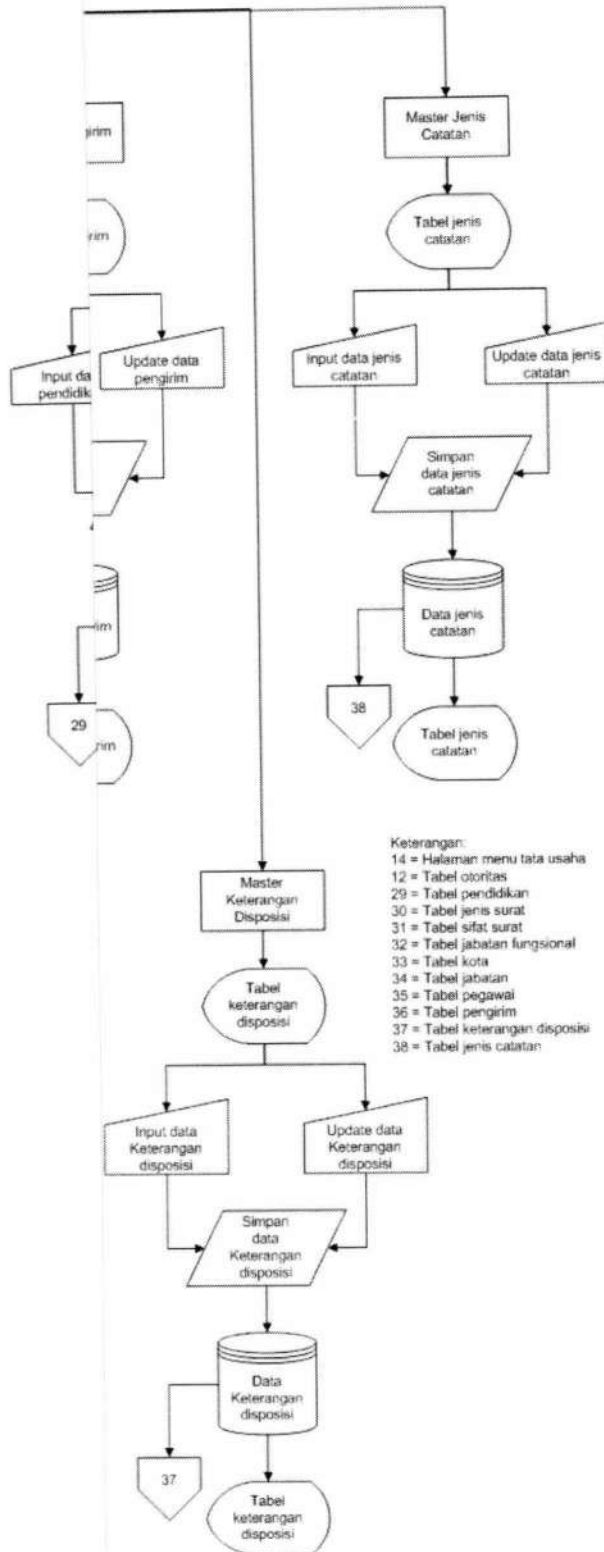 Master Jenis
Catatan
Tabel jenis
catatan
Input data jenis
catatan
Update data jenis
catatan
Simpan
data jenis
catatan
Data jenis
catatan
38
Tabel jenis
catatan
Update data
pengirim
Input
29
Keterangan:
14 = Halaman menu tata usaha
12 = Tabel otoritas
29 = Tabel pendidikan
30 = Tabel jenis surat
31 = Tabel sifat surat
32 = Tabel jabatan fungsional
33 = Tabel kota
34 = Tabel jabatan
35 = Tabel pegawai
36 = Tabel pengirim
37 = Tabel keterangan disposisi
38 = Tabel jenis catatan
Master
Keterangan
Disposisi
Tabel
keterangan
disposisi
Input data
Keterangan
disposisi
Update data
Keterangan
disposisi
Simpan
data
Keterangan
disposisi
Data
Keterangan
disposisi
37
Tabel
keterangan
disposisi